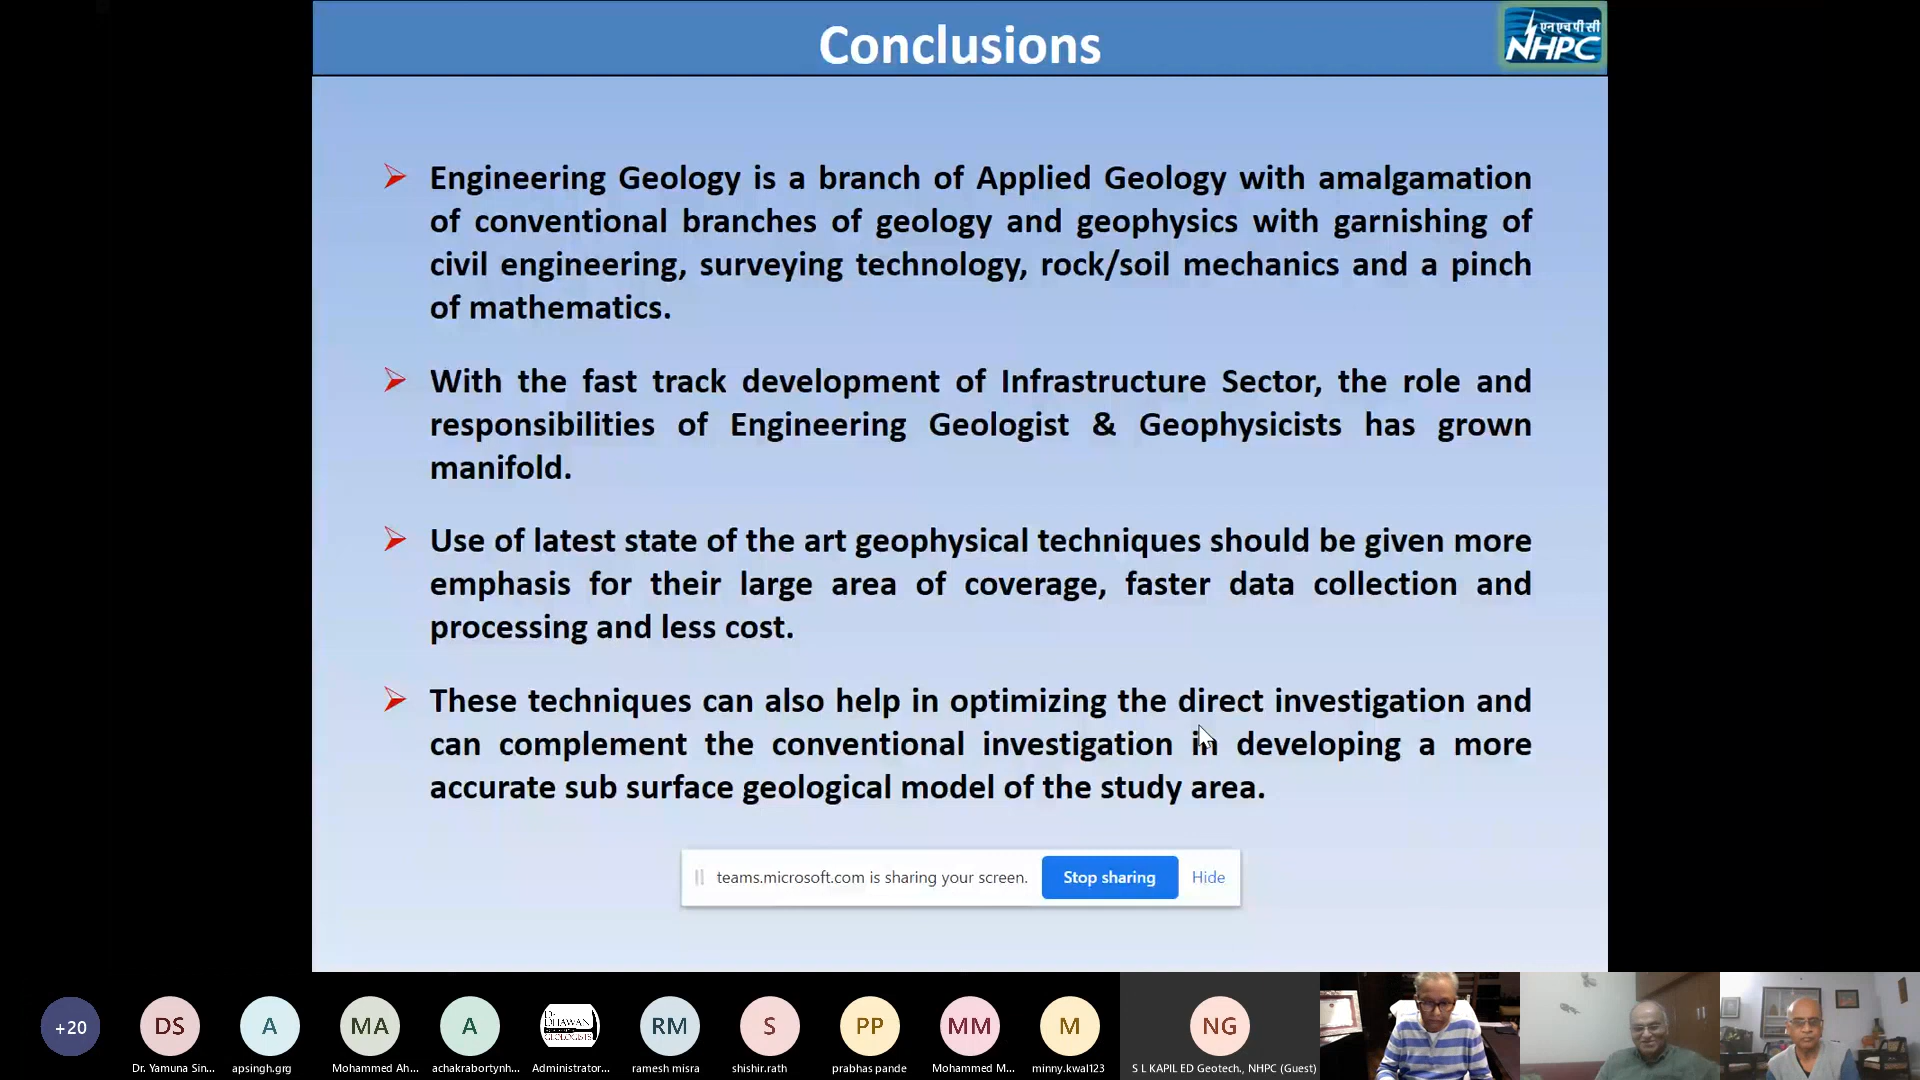 Conclusions
एन एच पी सी
NHPC
Engineering Geology is a branch of Applied Geology with amalgamation
of conventional branches of geology and geophysics with garnishing of
civil engineering, surveying technology, rock/soil mechanics and a pinch
of mathematics.
With the fast track development of Infrastructure Sector, the role and
responsibilities of Engineering Geologist & Geophysicists has grown
manifold.
Use of latest state of the art geophysical techniques should be given more
emphasis for their large area of coverage, faster data collection and
processing and less cost.
These techniques can also help in optimizing the direct investigation and
can complement the conventional investigation in developing a more
accurate sub surface geological model of the study area.
teams.microsoft.com is sharing your screen.
Stop sharing
Hide
+20
DS
A
MA
A
Dr
DHAWAN
GEOLOGISTS
RM
S
PP
MM
M
NG
Dr. Yamuna Sin...
apsingh.grg
Mohammed Ah...
achakrabortynh...
Administrator...
ramesh misra
shishir.rath
prabhas pande
Mohammed M...
minny.kwal123
S L KAPIL ED Geotech., NHPC (Guest)